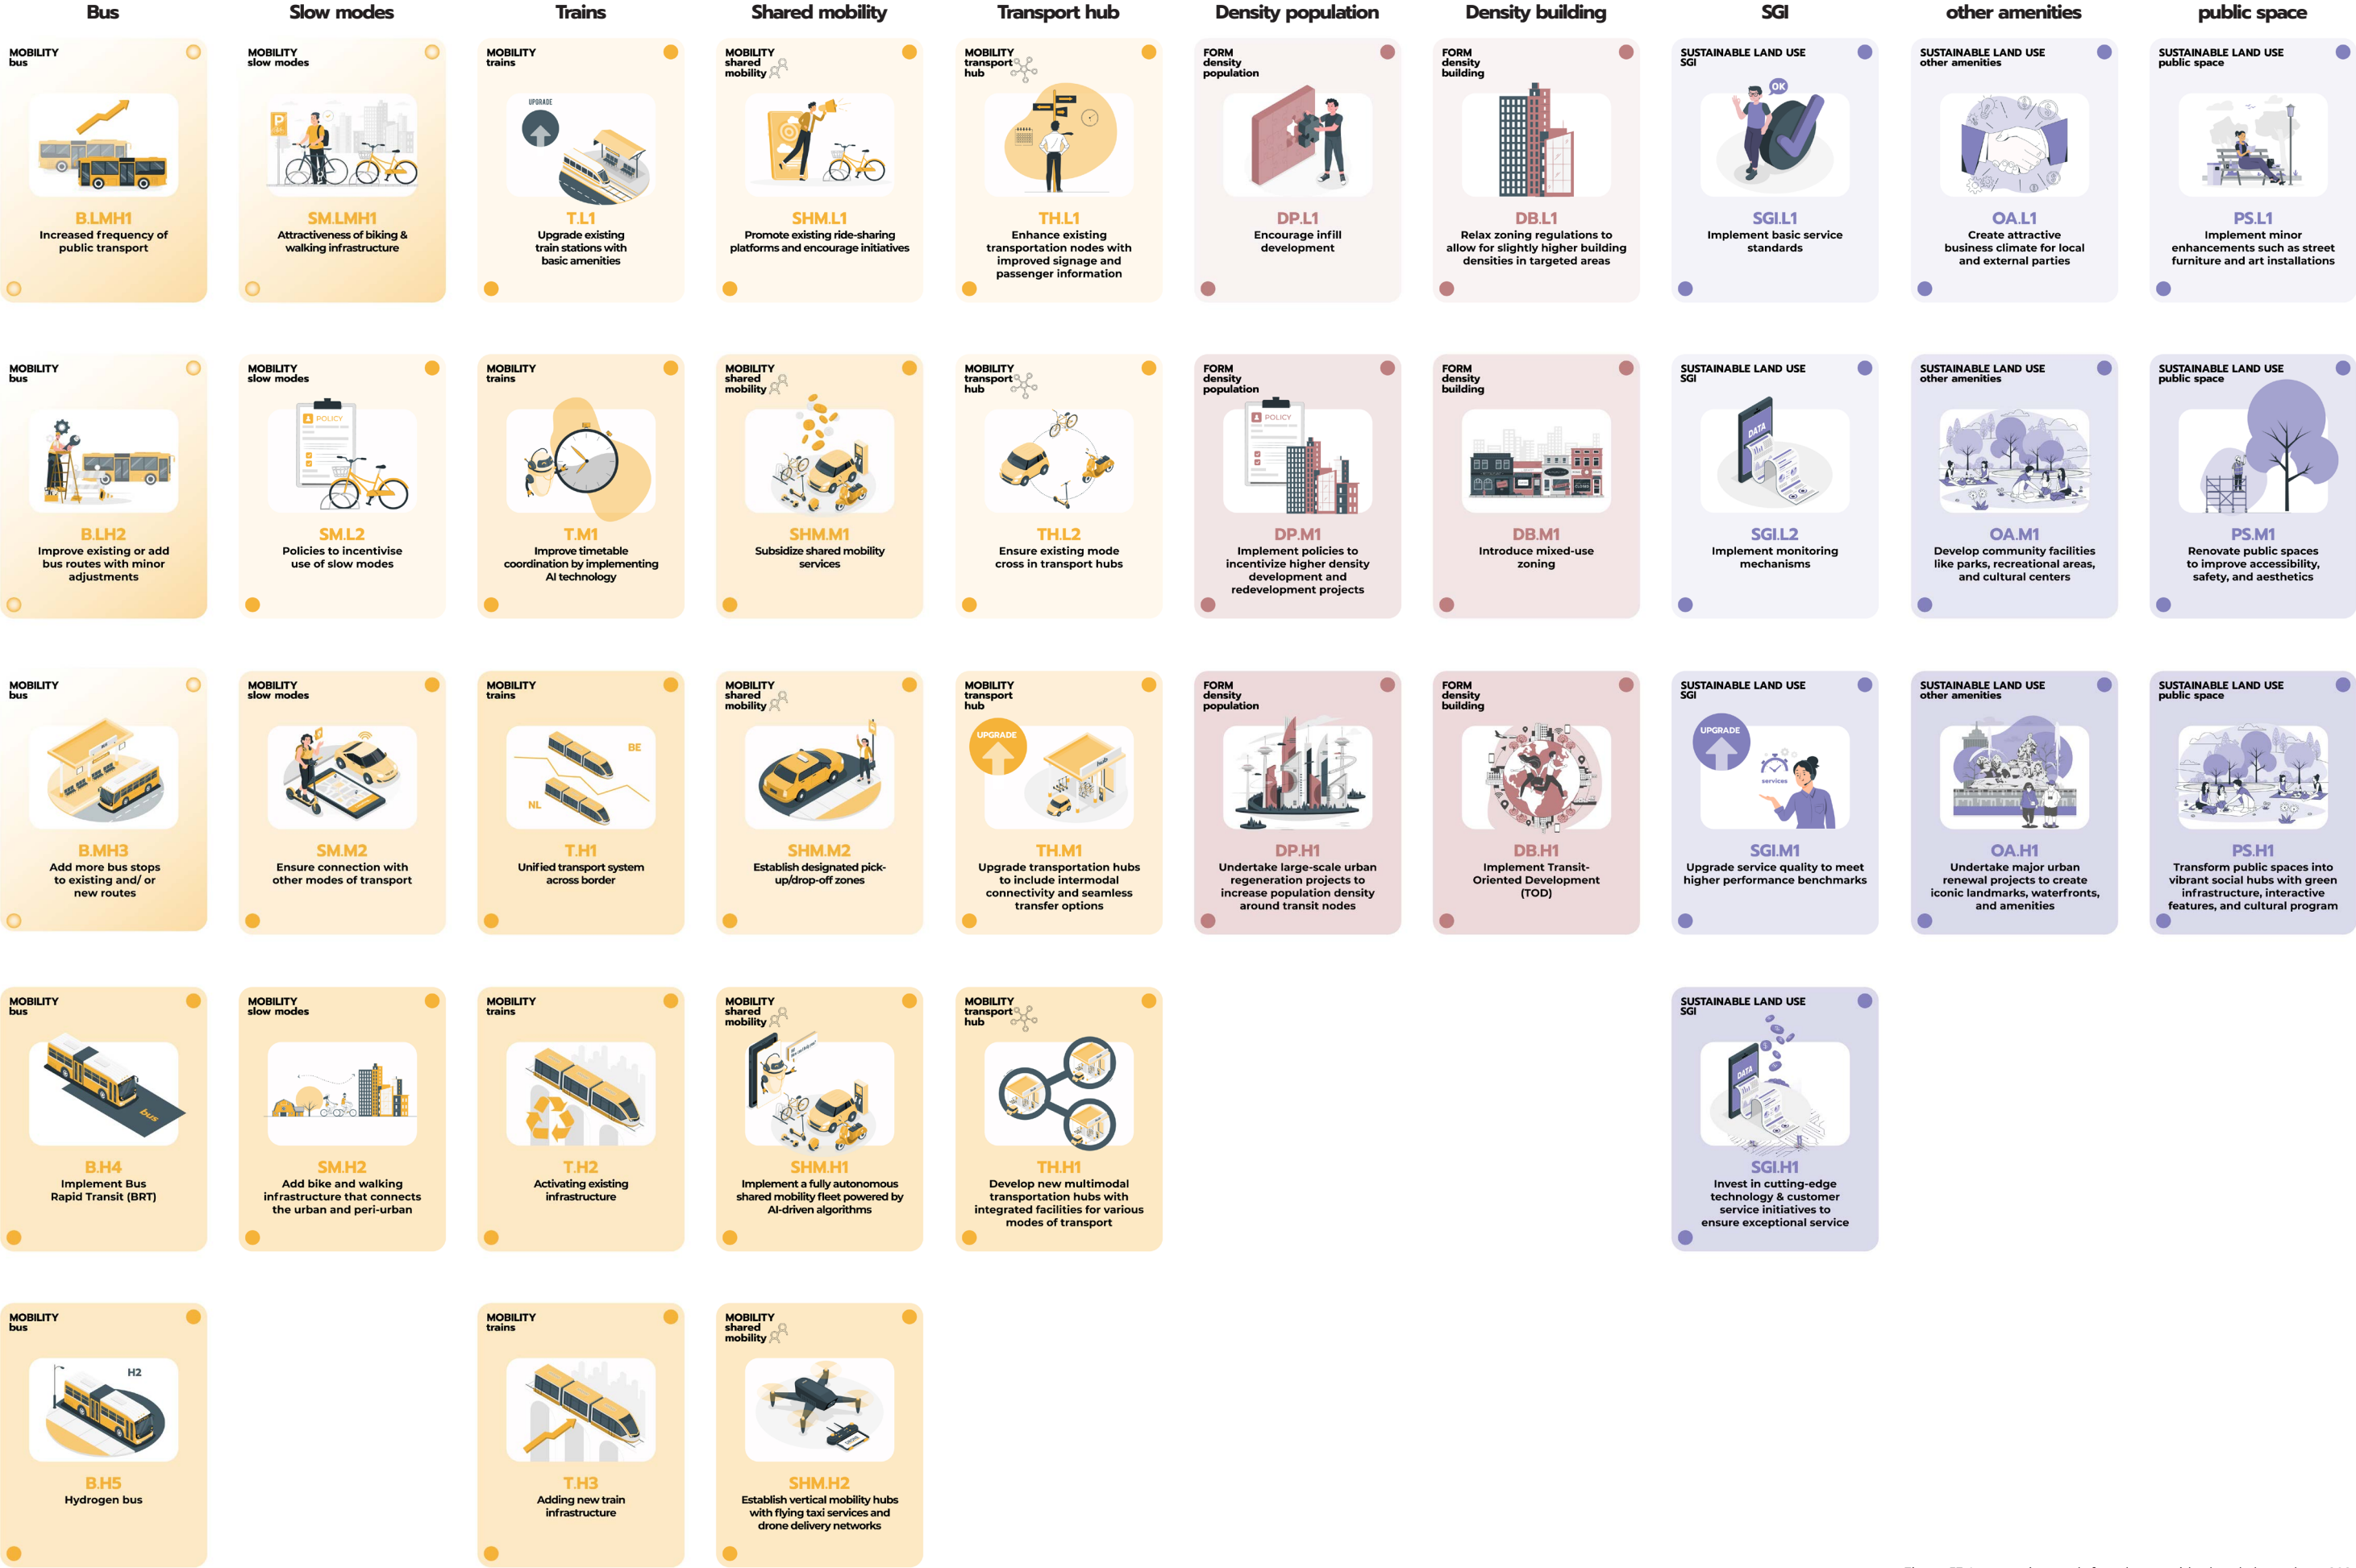 Bus
Slow modes
Trains
Shared mobility
Transport hub
Density population
Density building
SGI
other amenities
public space
MOBILITY
bus
B.LMH1
Increased frequency of
public transport
MOBILITY
slow modes
P
SM.LMH1
Attractiveness of biking &
walking infrastructure
MOBILITY
trains
UPGRADE
T.L1
Upgrade existing
train stations with
basic amenities
MOBILITY
shared
mobility
SHM.L1
Promote existing ride-sharing
platforms and encourage initiatives
MOBILITY
transport
hub
TH.L1
Enhance existing
transportation nodes with
improved signage and
passenger information
FORM
density
population
DP.L1
Encourage infill
development
FORM
density
building
DB.L1
Relax zoning regulations to
allow for slightly higher building
densities in targeted areas
SUSTAINABLE LAND USE
SGI
OK
SGI.L1
Implement basic service
standards
SUSTAINABLE LAND USE
other amenities
OA.L1
Create attractive
business climate for local
and external parties
SUSTAINABLE LAND USE
public space
PS.L1
Implement minor
enhancements such as street
furniture and art installations
MOBILITY
bus
B.LH2
Improve existing or add
bus routes with minor
adjustments
MOBILITY
slow modes
POLICY
SM.L2
Policies to incentivise
use of slow modes
MOBILITY
trains
T.M1
Improve timetable
coordination by implementing
AI technology
MOBILITY
shared
mobility
SHM.M1
Subsidize shared mobility
services
MOBILITY
transport
hub
TH.L2
Ensure existing mode
cross in transport hubs
FORM
density
population
POLICY
DP.M1
Implement policies to
incentivize higher density
development and
redevelopment projects
FORM
density
building
DB.M1
Introduce mixed-use
zoning
SUSTAINABLE LAND USE
SGI
DATA
SGI.L2
Implement monitoring
mechanisms
SUSTAINABLE LAND USE
other amenities
OA.M1
Develop community facilities
like parks, recreational areas,
and cultural centers
SUSTAINABLE LAND USE
public space
PS.M1
Renovate public spaces
to improve accessibility,
safety, and aesthetics
MOBILITY
bus
B.MH3
Add more bus stops
to existing and/ or
new routes
MOBILITY
slow modes
SM.M2
Ensure connection with
other modes of transport
MOBILITY
trains
BE
NL
T.H1
Unified transport system
across border
MOBILITY
shared
mobility
SHM.M2
Establish designated pick-
up/drop-off zones
MOBILITY
transport
hub
UPGRADE
TH.M1
Upgrade transportation hubs
to include intermodal
connectivity and seamless
transfer options
FORM
density
population
DP.H1
Undertake large-scale urban
regeneration projects to
increase population density
around transit nodes
FORM
density
building
DB.H1
Implement Transit-
Oriented Development
(TOD)
SUSTAINABLE LAND USE
SGI
UPGRADE
services
SGI.M1
Upgrade service quality to meet
higher performance benchmarks
SUSTAINABLE LAND USE
other amenities
OA.H1
Undertake major urban
renewal projects to create
iconic landmarks, waterfronts,
and amenities
SUSTAINABLE LAND USE
public space
PS.H1
Transform public spaces into
vibrant social hubs with green
infrastructure, interactive
features, and cultural program
MOBILITY
bus
bus
B.H4
Implement Bus
Rapid Transit (BRT)
MOBILITY
slow modes
SM.H2
Add bike and walking
infrastructure that connects
the urban and peri-urban
MOBILITY
trains
T.H2
Activating existing
infrastructure
MOBILITY
shared
mobility
SHM.H1
Implement a fully autonomous
shared mobility fleet powered by
AI-driven algorithms
MOBILITY
transport
hub
TH.H1
Develop new multimodal
transportation hubs with
integrated facilities for various
modes of transport
SUSTAINABLE LAND USE
SGI
DATA
SGI.H1
Invest in cutting-edge
technology & customer
service initiatives to
ensure exceptional service
MOBILITY
bus
H2
B.H5
Hydrogen bus
MOBILITY
trains
T.H3
Adding new train
infrastructure
MOBILITY
shared
mobility
SHM.H2
Establish vertical mobility hubs
with flying taxi services and
drone delivery networks